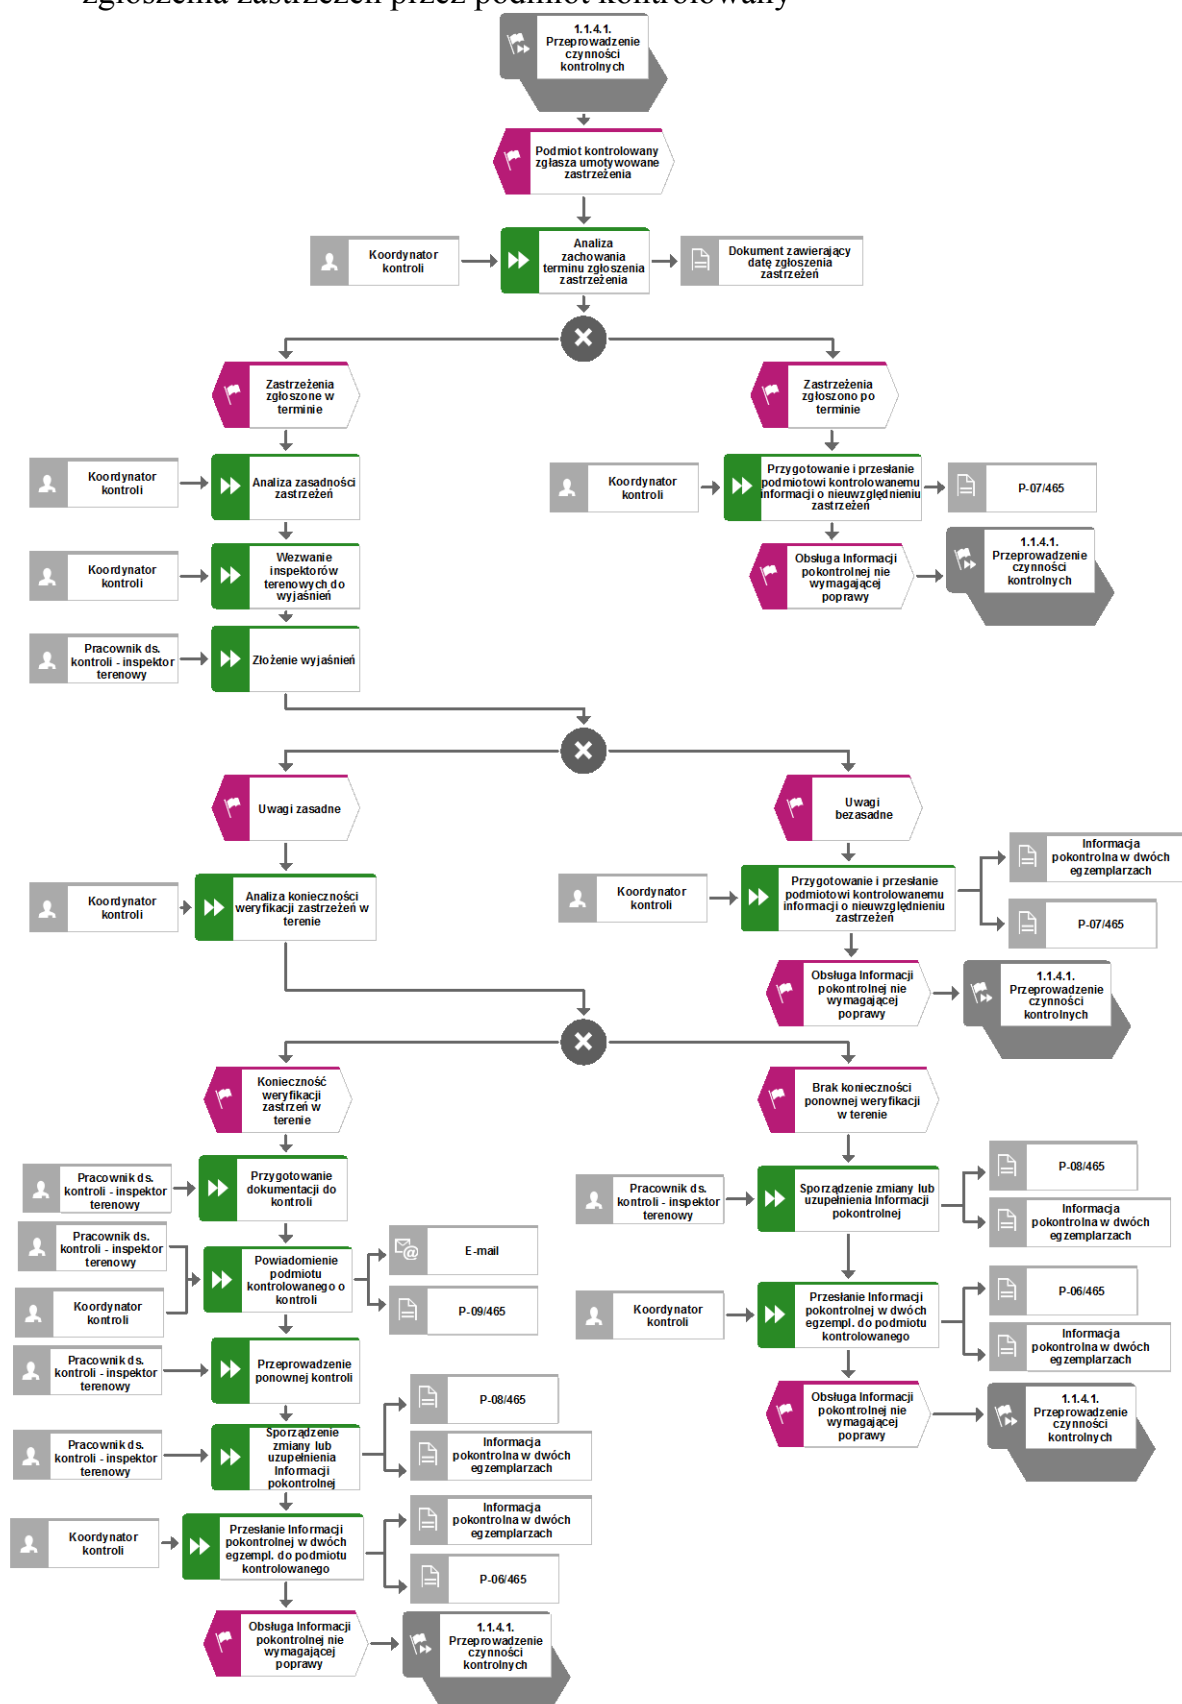 zgłoszenia zastrzeżeń przez podmiot kontrolowany
1.1.4.1.
Przeprowadzenie
czynności
kontrolnych
Podmiot kontrolowany
zgłasza umotywowane
zastrzeżenia
Koordynator
kontroli
Analiza
zachowania
terminu zgłoszenia
zastrzeżenia
Dokument zawierający
datę zgłoszenia
zastrzeżeń
Zastrzeżenia
zgłoszone w
terminie
Zastrzeżenia
zgłoszono po
terminie
Koordynator
kontroli
Analiza zasadności
zastrzeżeń
Koordynator
kontroli
Przygotowanie i przesłanie
podmiotowi kontrolowanemu
informacji o nieuwzględnieniu
zastrzeżeń
P-07/465
Koordynator
kontroli
Wezwanie
inspektorów
terenowych do
wyjaśnień
Obsługa Informacji
pokontrolnej nie
wymagającej
poprawy
1.1.4.1.
Przeprowadzenie
czynności
kontrolnych
Pracownik ds.
kontroli - inspektor
terenowy
Złożenie wyjaśnień
Uwagi zasadne
Uwagi
bezasadne
Koordynator
kontroli
Analiza konieczności
weryfikacji zastrzeżeń w
terenie
Koordynator
kontroli
Przygotowanie i przesłanie
podmiotowi kontrolowanemu
informacji o nieuwzględnieniu
zastrzeżeń
Informacja
pokontrolna w dwóch
egzemplarzach
P-07/465
Obsługa Informacji
pokontrolnej nie
wymagającej
poprawy
1.1.4.1.
Przeprowadzenie
czynności
kontrolnych
Konieczność
weryfikacji
zastrzeń w
terenie
Brak konieczności
ponownej weryfikacji
w terenie
Pracownik ds.
kontroli - inspektor
terenowy
Przygotowanie
dokumentacji do
kontroli
Pracownik ds.
kontroli - inspektor
terenowy
Sporządzenie zmiany lub
uzupełnienia Informacji
pokontrolnej
P-08/465
Informacja
pokontrolna w dwóch
egzemplarzach
Pracownik ds.
kontroli - inspektor
terenowy
Koordynator
kontroli
Powiadomienie
podmiotu
kontrolowanego o
kontroli
E-mail
P-09/465
Koordynator
kontroli
Przesłanie Informacji
pokontrolnej w dwóch
egzempl. do podmiotu
kontrolowanego
P-06/465
Informacja
pokontrolna w dwóch
egzemplarzach
Pracownik ds.
kontroli - inspektor
terenowy
Przeprowadzenie
ponownej kontroli
Obsługa Informacji
pokontrolnej nie
wymagającej
poprawy
1.1.4.1.
Przeprowadzenie
czynności
kontrolnych
Pracownik ds.
kontroli - inspektor
terenowy
Sporządzenie
zmiany lub
uzupełnienia
Informacji
pokontrolnej
P-08/465
Informacja
pokontrolna w dwóch
egzemplarzach
Koordynator
kontroli
Przesłanie Informacji
pokontrolnej w dwóch
egzempl. do podmiotu
kontrolowanego
Informacja
pokontrolna w dwóch
egzemplarzach
P-06/465
Obsługa Informacji
pokontrolnej nie
wymagającej
poprawy
1.1.4.1.
Przeprowadzenie
czynności
kontrolnych